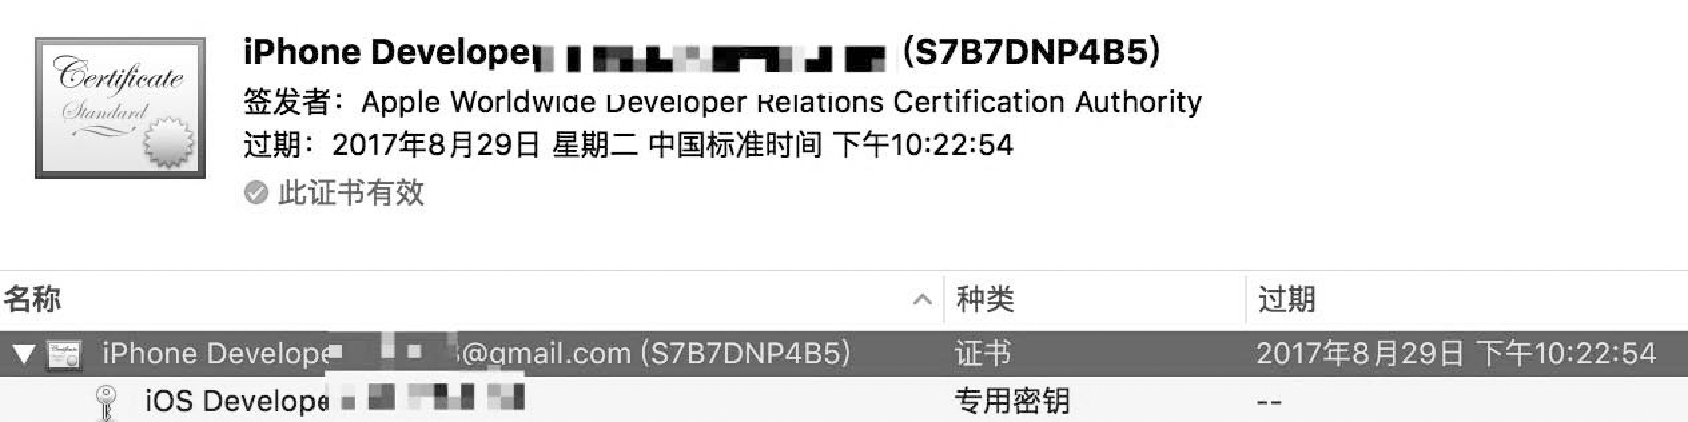 Certificate
Standard
iPhone Developer (S7B7DNP4B5)
签发者：Apple Worldwide Developer Relations Certification Authority
过期：2017年8月29日 星期二 中国标准时间 下午10:22:54
此证书有效
名称 种类 过期
iPhone Develope @gmail.com (S7B7DNP4B5) 证书 2017年8月29日 下午10:22:54
iOS Develope 专用密钥 --